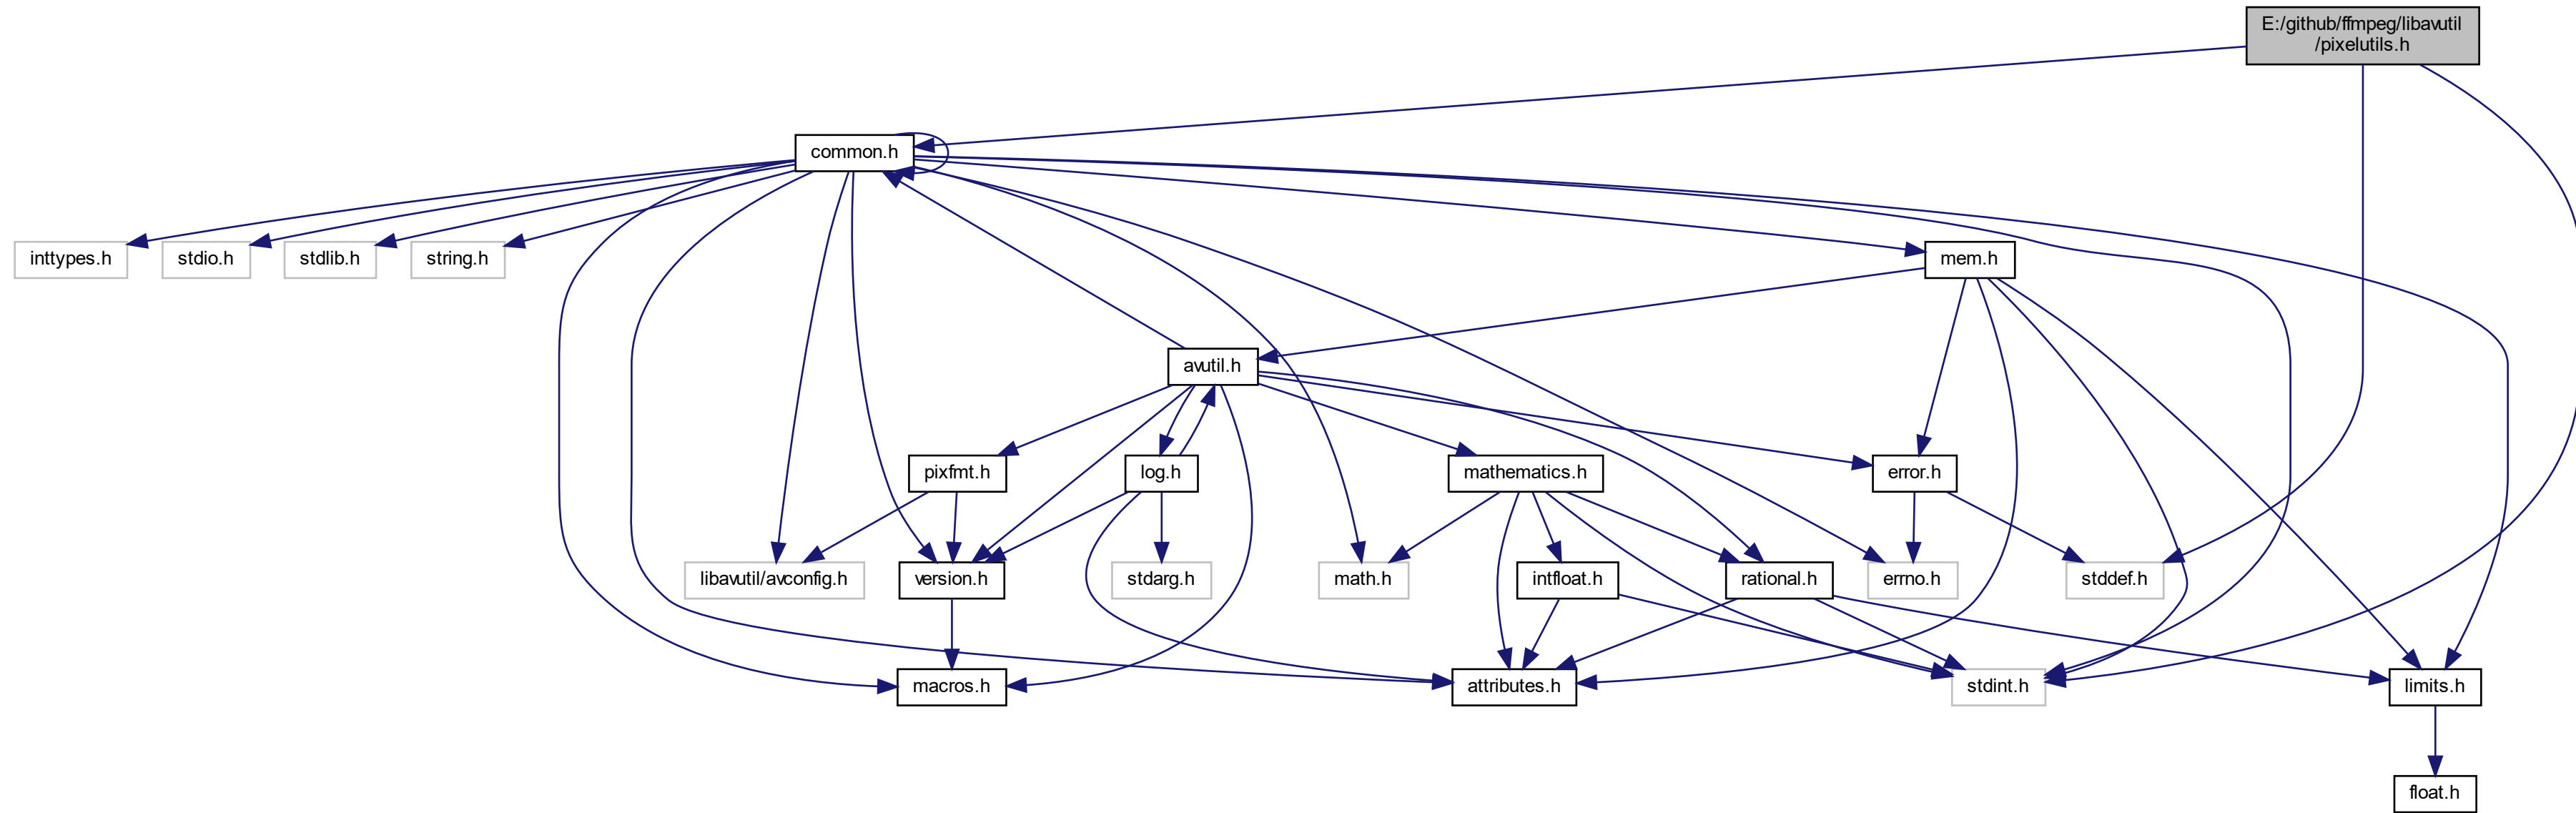 E:/github/ffmpeg/libavutil
/pixelutils.h
common.h
inttypes.h
stdio.h
stdlib.h
string.h
mem.h
avutil.h
pixfmt.h
log.h
mathematics.h
error.h
libavutil/avconfig.h
version.h
stdarg.h
math.h
intfloat.h
rational.h
errno.h
stddef.h
macros.h
attributes.h
stdint.h
limits.h
float.h